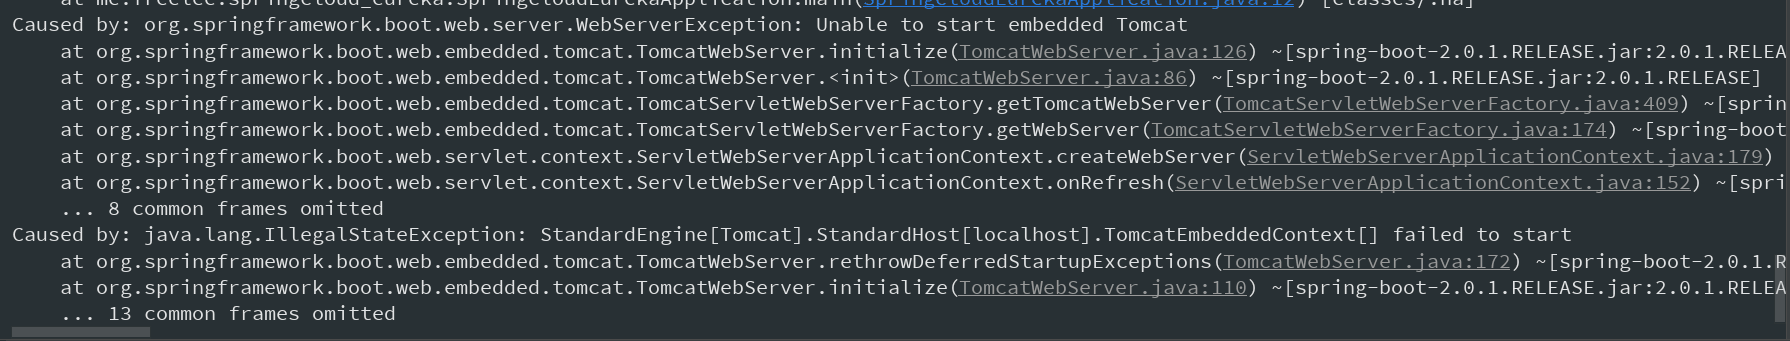 at me.freelec.springcloud_eureka.SpringcloudEurekaApplication.main(SpringcloudEurekaApplication.java:12) ~[classes/:na]
Caused by: org.springframework.boot.web.server.WebServerException: Unable to start embedded Tomcat
at org.springframework.boot.web.embedded.tomcat.TomcatWebServer.initialize(TomcatWebServer.java:126) ~[spring-boot-2.0.1.RELEASE.jar:2.0.1.RELEA
at org.springframework.boot.web.embedded.tomcat.TomcatWebServer.<init>(TomcatWebServer.java:86) ~[spring-boot-2.0.1.RELEASE.jar:2.0.1.RELEASE]
at org.springframework.boot.web.embedded.tomcat.TomcatServletWebServerFactory.getTomcatWebServer(TomcatServletWebServerFactory.java:409) ~[sprin
at org.springframework.boot.web.embedded.tomcat.TomcatServletWebServerFactory.getWebServer(TomcatServletWebServerFactory.java:174) ~[spring-boot
at org.springframework.boot.web.servlet.context.ServletWebServerApplicationContext.createWebServer(ServletWebServerApplicationContext.java:179)
at org.springframework.boot.web.servlet.context.ServletWebServerApplicationContext.onRefresh(ServletWebServerApplicationContext.java:152) ~[spri
... 8 common frames omitted
Caused by: java.lang.IllegalStateException: StandardEngine[Tomcat].StandardHost[localhost].TomcatEmbeddedContext[] failed to start
at org.springframework.boot.web.embedded.tomcat.TomcatWebServer.rethrowDeferredStartupExceptions(TomcatWebServer.java:172) ~[spring-boot-2.0.1.R
at org.springframework.boot.web.embedded.tomcat.TomcatWebServer.initialize(TomcatWebServer.java:110) ~[spring-boot-2.0.1.RELEASE.jar:2.0.1.RELEA
... 13 common frames omitted